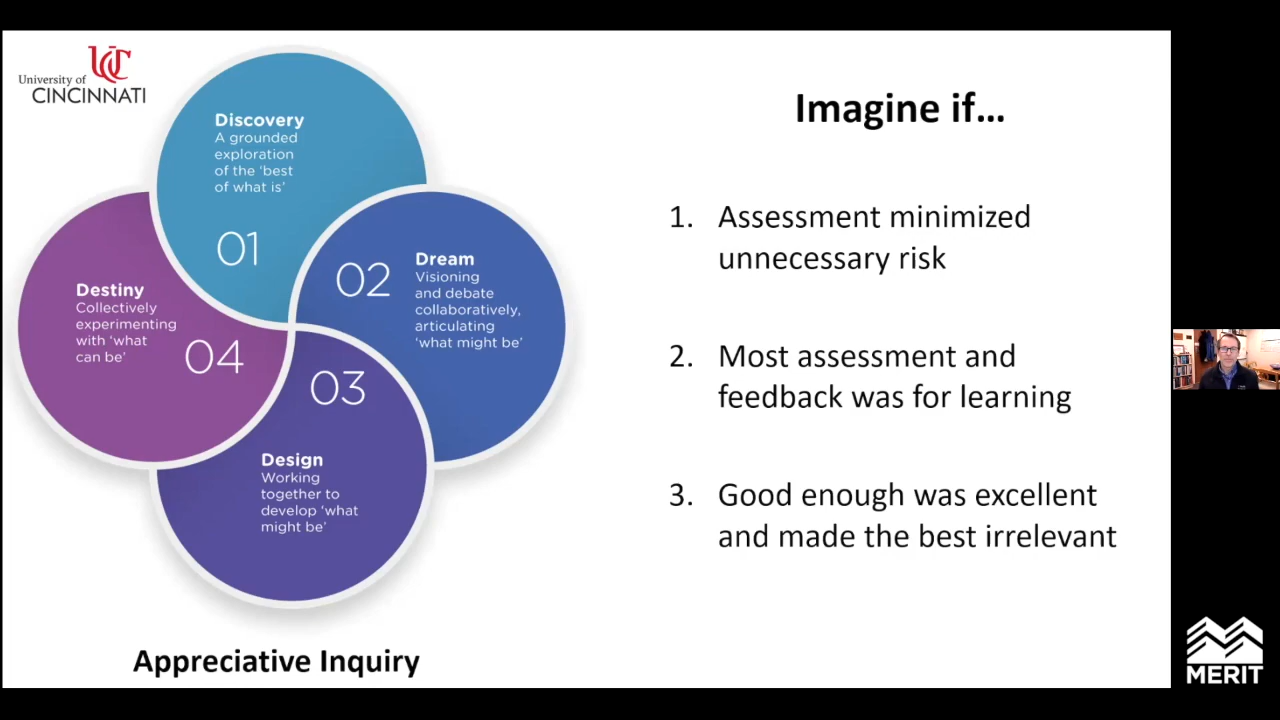 UC
University of
CINCINNATI
Discovery
A grounded
exploration
of the ‘best
of what is’
01
02
Dream
Visioning
and debate
collaboratively,
articulating
‘what might be’
Destiny
Collectively
experimenting
with ‘what
can be’
04
03
Design
Working
together to
develop ‘what
might be’
Appreciative Inquiry
Imagine if...
1. Assessment minimized
unnecessary risk
2. Most assessment and
feedback was for learning
3. Good enough was excellent
and made the best irrelevant
MERIT